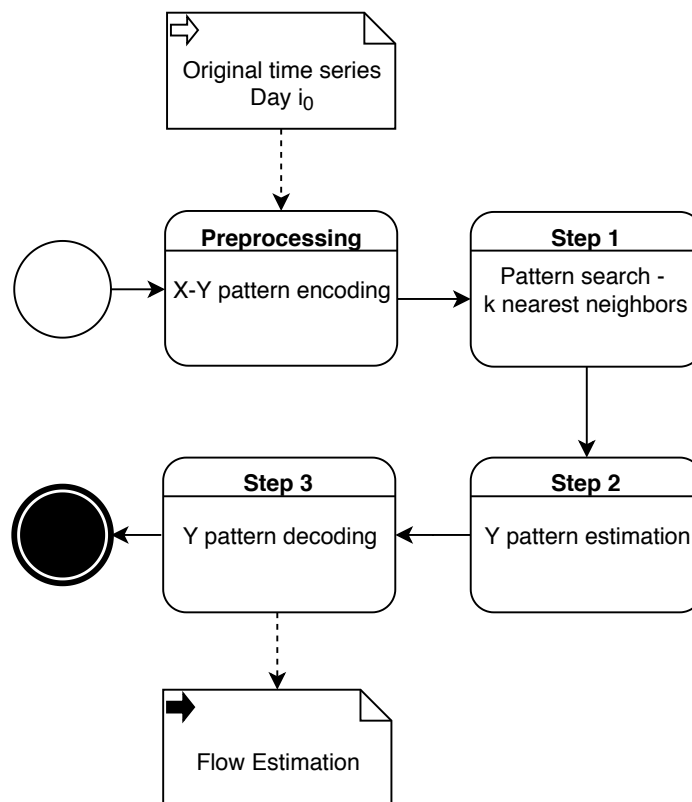 Original time series
Day i₀
Preprocessing
X-Y pattern encoding
Step 1
Pattern search -
k nearest neighbors
Step 3
Y pattern decoding
Step 2
Y pattern estimation
Flow Estimation